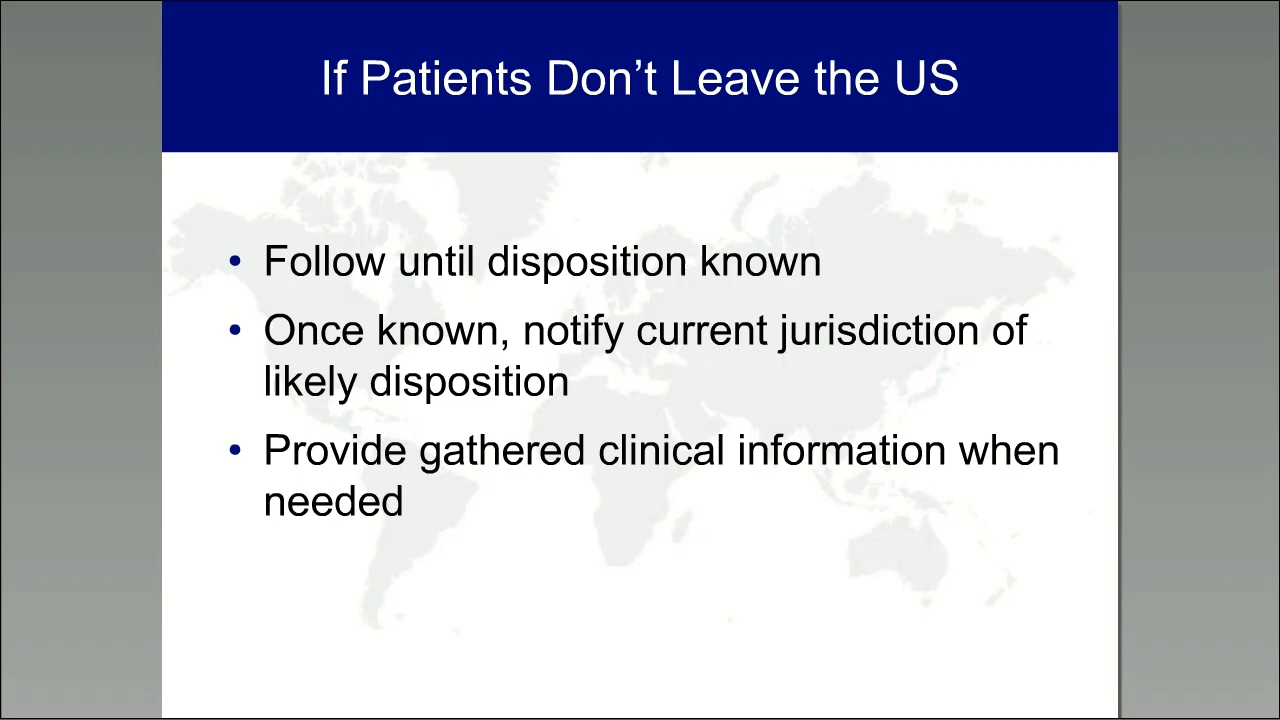 If Patients Don’t Leave the US
• Follow until disposition known
• Once known, notify current jurisdiction of
likely disposition
• Provide gathered clinical information when
needed